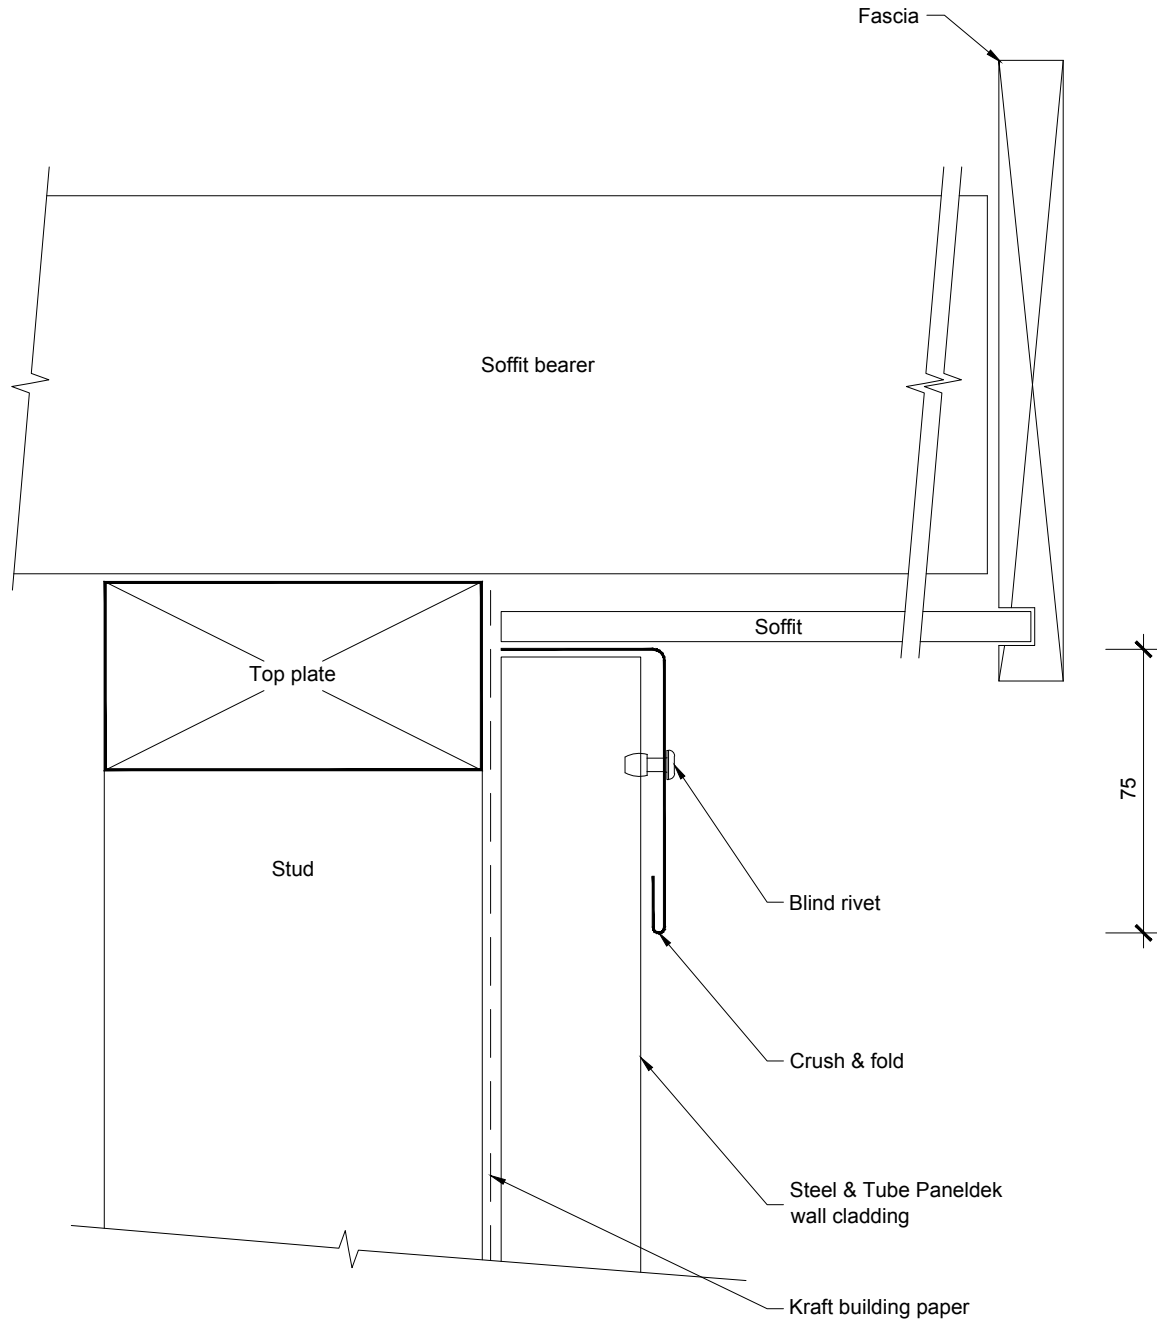 Fascia
Soffit bearer
Soffit
Top plate
75
Stud
Blind rivet
Crush & fold
Steel & Tube Paneldek
wall cladding
Kraft building paper